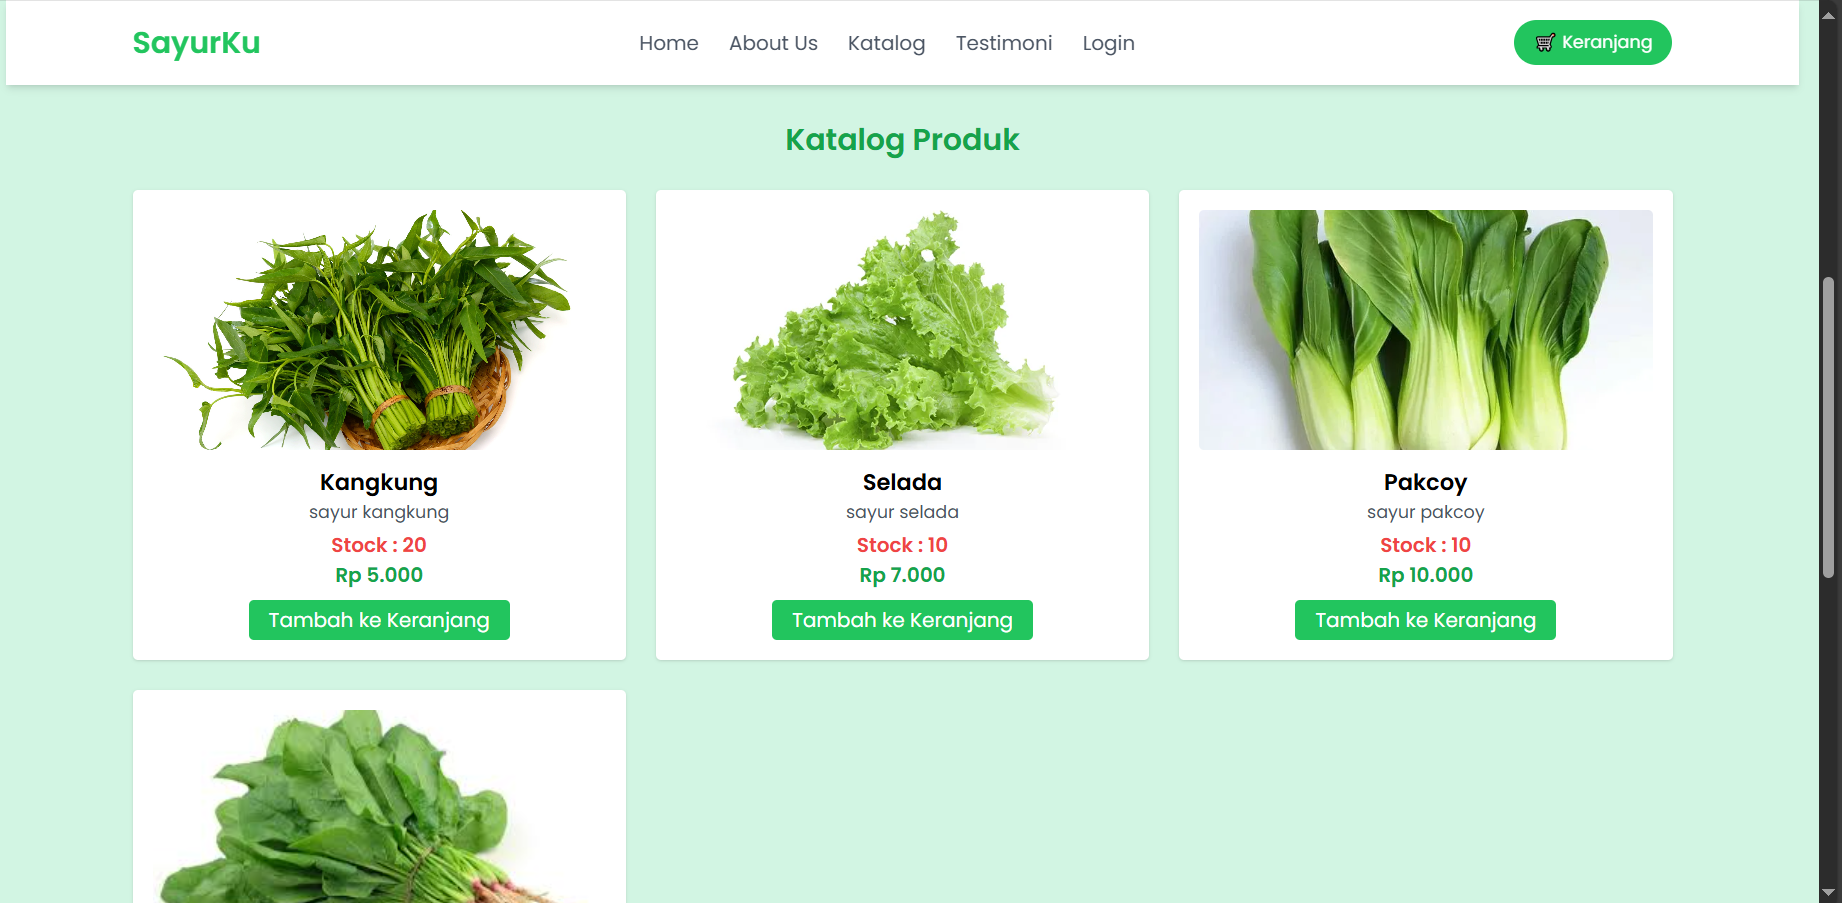 SayurKu
Home
About Us
Katalog
Testimoni
Login
🛒 Keranjang
Katalog Produk
Kangkung
sayur kangkung
Stock : 20
Rp 5.000
Tambah ke Keranjang
Selada
sayur selada
Stock : 10
Rp 7.000
Tambah ke Keranjang
Pakcoy
sayur pakcoy
Stock : 10
Rp 10.000
Tambah ke Keranjang